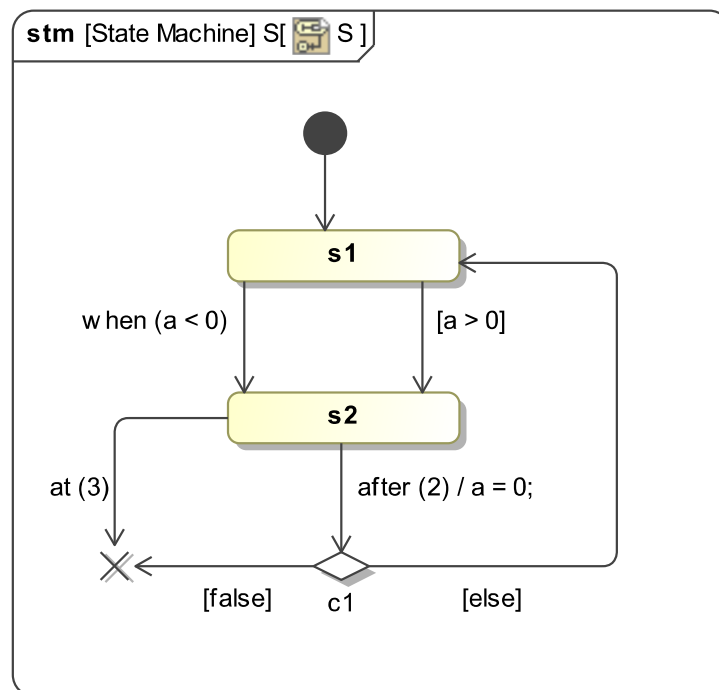 stm [State Machine] S[ S ]
s1
when (a < 0)
[a > 0]
s2
at (3)
after (2) / a = 0;
[false]
c1
[else]